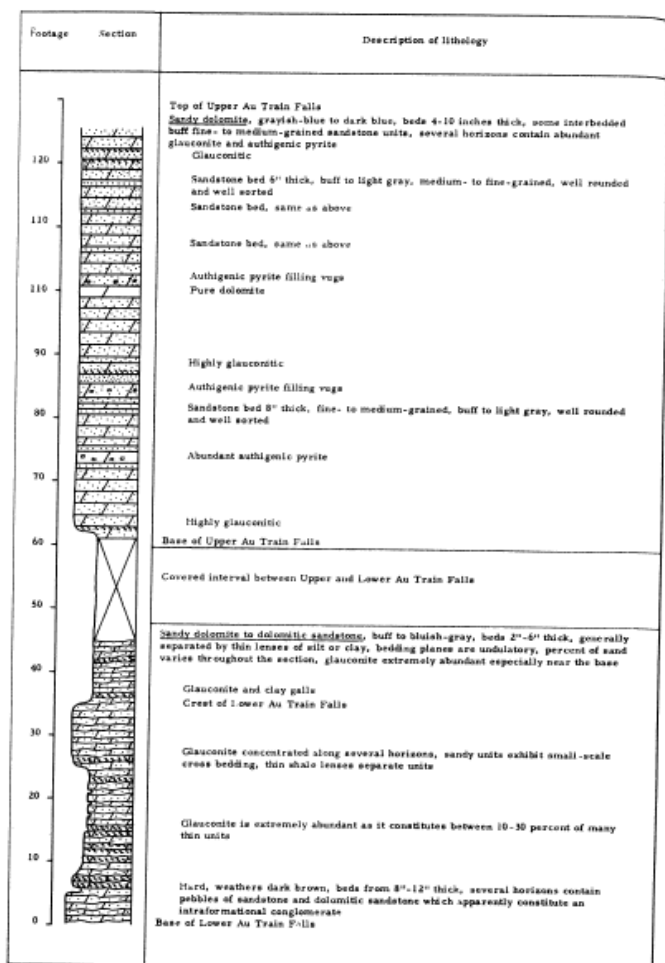 Footage Section
Description of lithology
Top of Upper Au Train Falls
Sandy dolomite, grayish-blue to dark blue, beds 4-10 inches thick, some interbedded
buff fine- to medium-grained sandstone units, several horizons contain abundant
glauconite and authigenic pyrite
120
Glauconitic
Sandstone bed 6" thick, buff to light gray, medium- to fine-grained, well rounded
and well sorted
Sandstone bed, same as above
110
Sandstone bed, same as above
Authigenic pyrite filling vugs
110
Pure dolomite
90
Highly glauconitic
Authigenic pyrite filling vugs
80
Sandstone bed 8" thick, fine- to medium-grained, buff to light gray, well rounded
and well sorted
Abundant authigenic pyrite
70
Highly glauconitic
60
Base of Upper Au Train Falls
Covered interval between Upper and Lower Au Train Falls
50
Sandy dolomite to dolomitic sandstone, buff to bluish-gray, beds 2"-6" thick, generally
separated by thin lenses of silt or clay, bedding planes are undulatory, percent of sand
varies throughout the section, glauconite extremely abundant especially near the base
40
Glauconite and clay galls
Crest of Lower Au Train Falls
30
Glauconite concentrated along several horizons, sandy units exhibit small-scale
cross bedding, thin shale lenses separate units
20
Glauconite is extremely abundant as it constitutes between 10-30 percent of many
thin units
10
Hard, weathers dark brown, beds from 8"-12" thick, several horizons contain
pebbles of sandstone and dolomitic sandstone which apparently constitute an
intraformational conglomerate
0
Base of Lower Au Train Falls